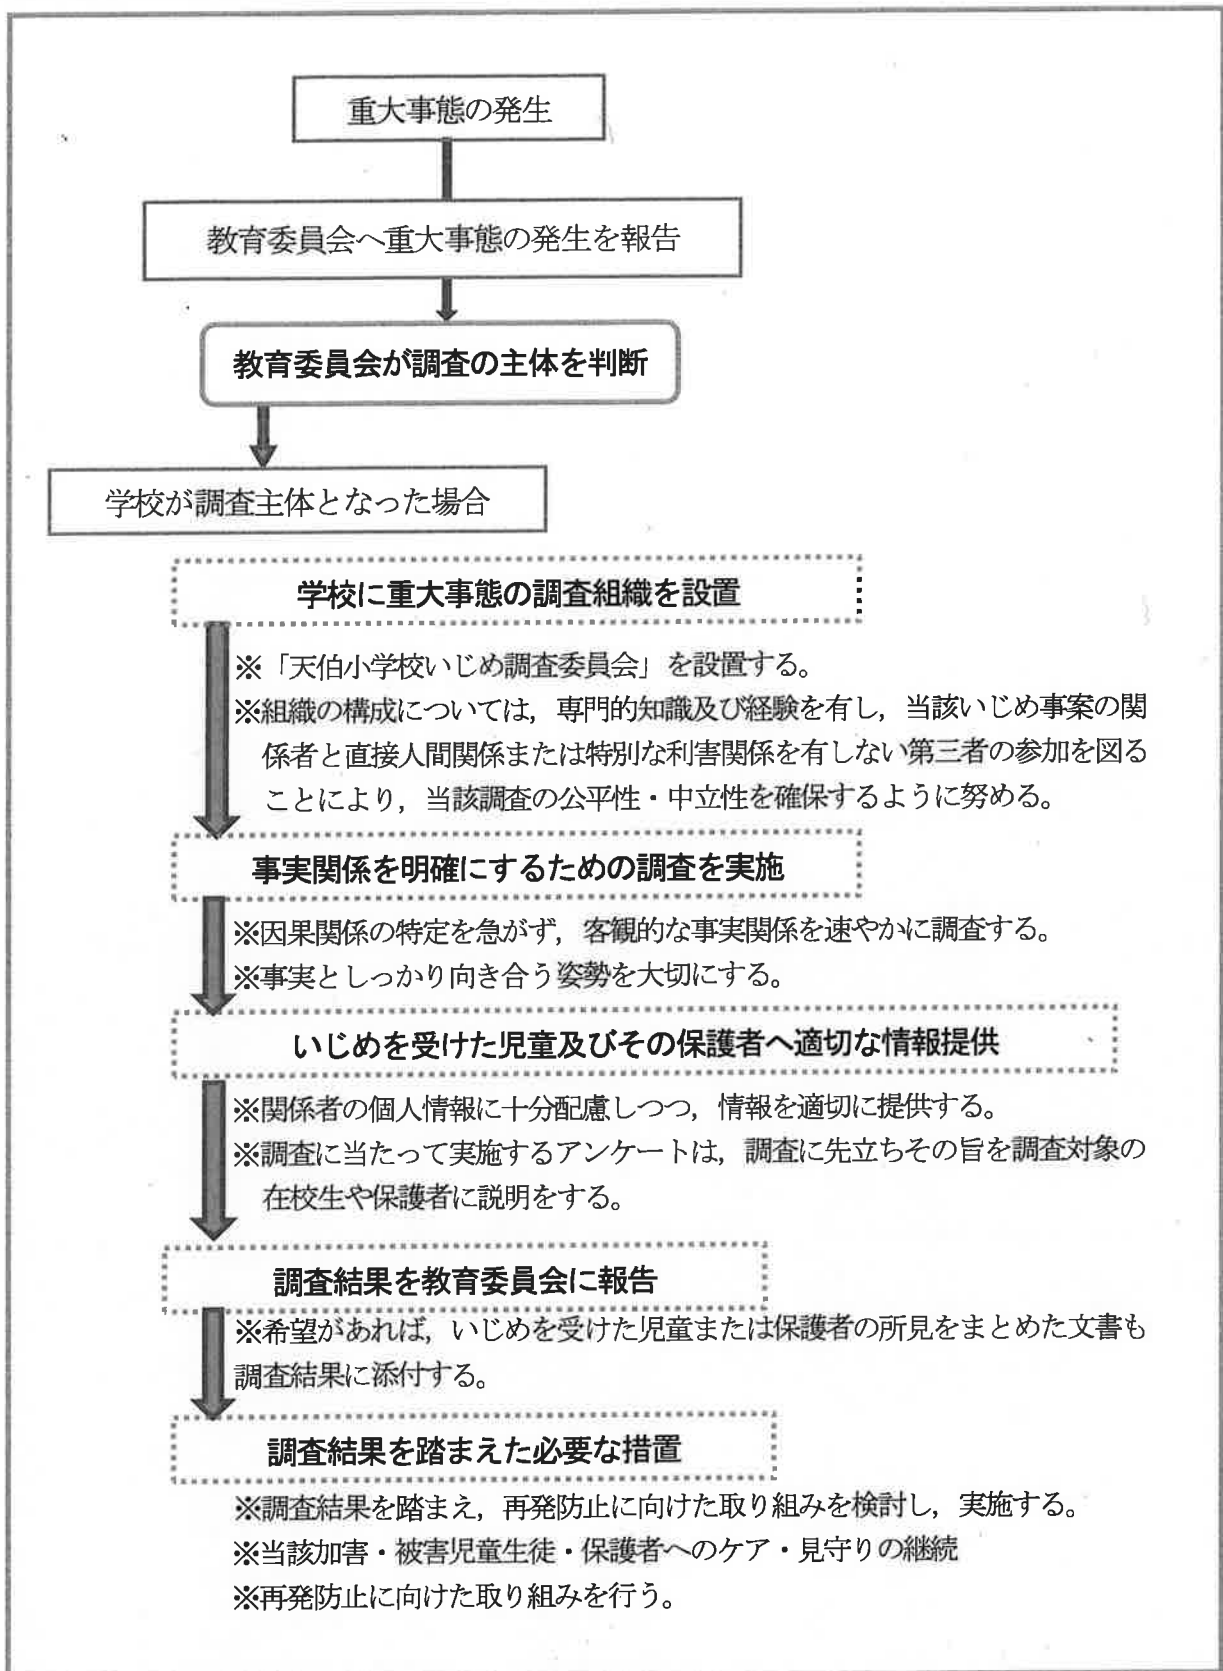 重大事態の発生
教育委員会へ重大事態の発生を報告
教育委員会が調査の主体を判断
学校が調査主体となった場合
学校に重大事態の調査組織を設置
※「天伯小学校いじめ調査委員会」を設置する。
※組織の構成については，専門的知識及び経験を有し，当該いじめ事案の関
係者と直接人間関係または特別な利害関係を有しない第三者の参加を図る
ことにより，当該調査の公平性・中立性を確保するように努める。
事実関係を明確にするための調査を実施
※因果関係の特定を急がず，客観的な事実関係を速やかに調査する。
※事実としっかり向き合う姿勢を大切にする。
いじめを受けた児童及びその保護者へ適切な情報提供
※関係者の個人情報に十分配慮しつつ，情報を適切に提供する。
※調査に当たって実施するアンケートは，調査に先立ちその旨を調査対象の
在校生や保護者に説明をする。
調査結果を教育委員会に報告
※希望があれば，いじめを受けた児童または保護者の所見をまとめた文書も
調査結果に添付する。
調査結果を踏まえた必要な措置
※調査結果を踏まえ，再発防止に向けた取り組みを検討し，実施する。
※当該加害・被害児童生徒・保護者へのケア・見守りの継続
※再発防止に向けた取り組みを行う。